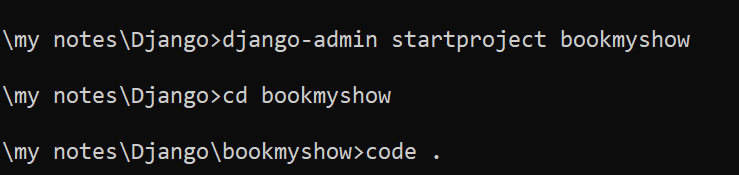 \my notes\Django>django-admin startproject bookmyshow
\my notes\Django>cd bookmyshow
\my notes\Django\bookmyshow>code .